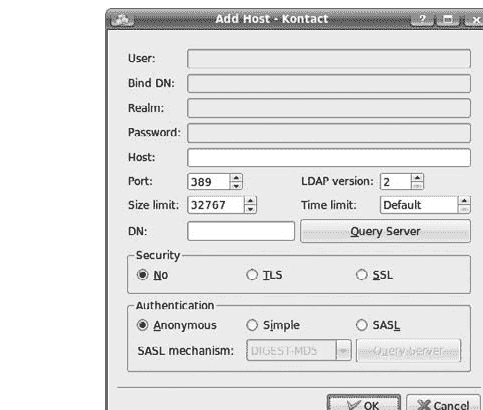 Add Host - Kontact
User:
Bind DN:
Realm:
Password:
Host:
Port: 389 LDAP version: 2
Size limit: 32767 Time limit: Default
DN: Query Server
Security
No TLS SSL
Authentication
Anonymous Simple SASL
SASL mechanism: DIGEST-MD5 Query Server
OK Cancel